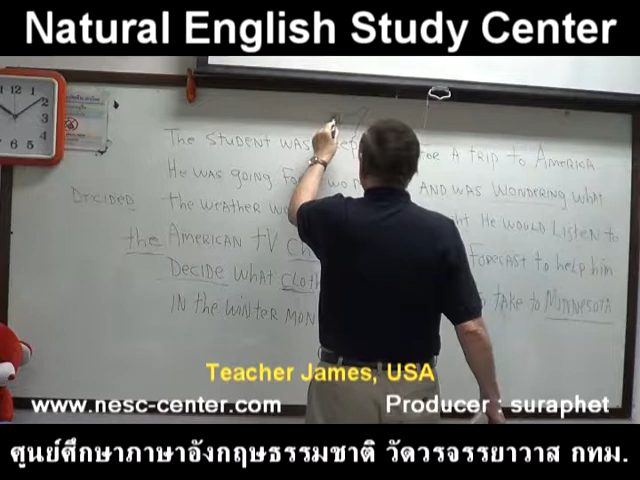 Natural English Study Center
THE STUDENT WAS FOR A TRIP to AMERICA
HE WAS going FOR AND WAS WONDERING WHAT
DECIDED the WEATHER HE WOULD LISTEN to
the AMERICAN TV FORECAST to help him
DECIDE WHAT TAKE to MINNESOTA
IN the WINTER
Teacher James, USA
www.nesc-center.com Producer : suraphet
ศูนย์ศึกษาภาษาอังกฤษธรรมชาติ วัดวรจรรยาวาส กทม.